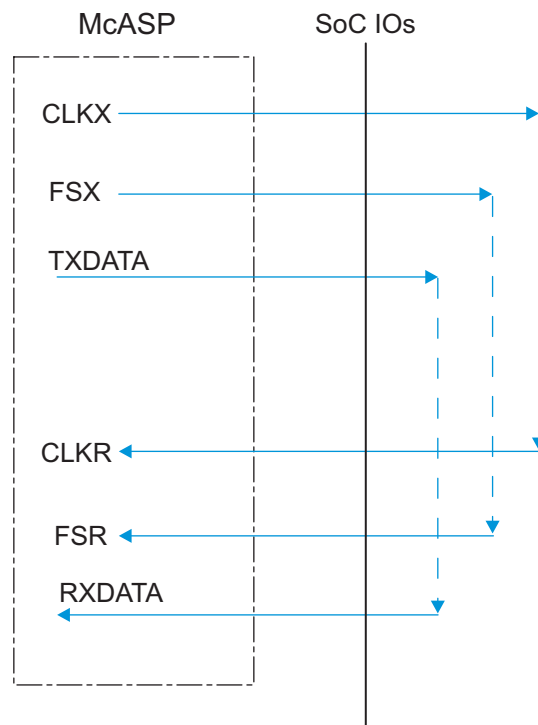 McASP
SoC IOs
CLKX
FSX
TXDATA
CLKR
FSR
RXDATA